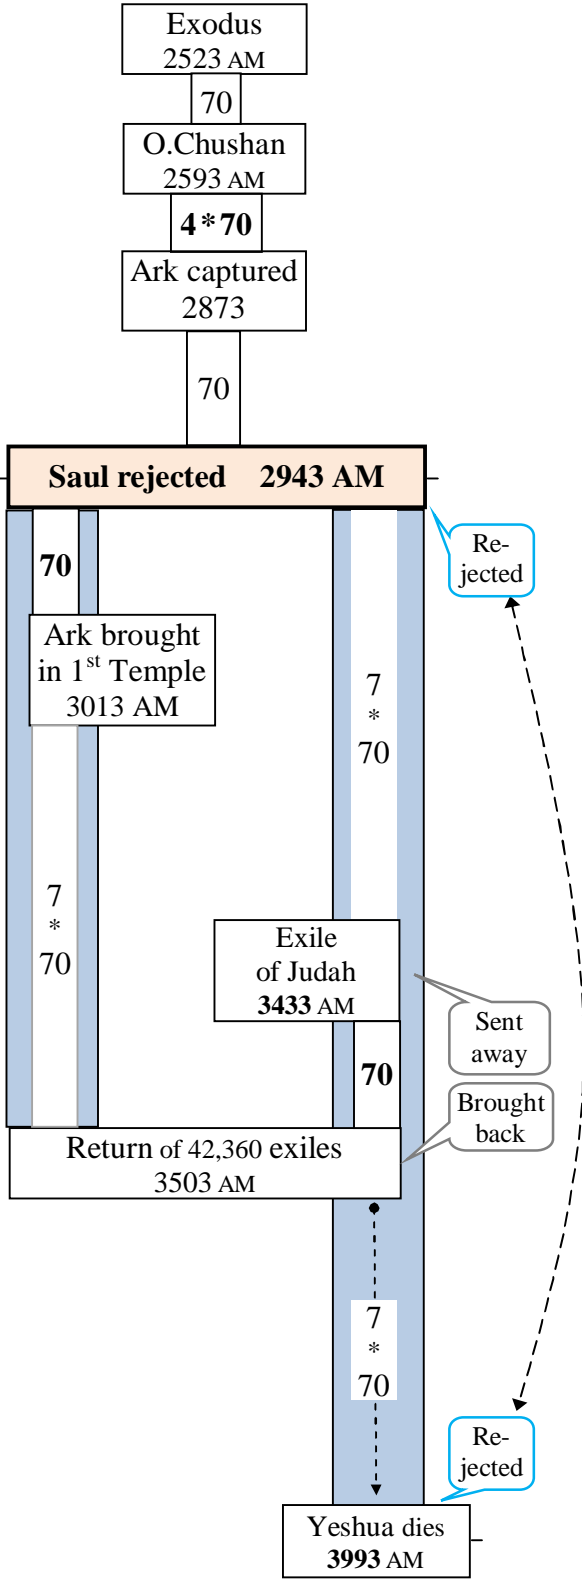 Exodus
2523 AM
70
O.Chushan
2593 AM
4*70
Ark captured
2873
70
Saul rejected 2943 AM
Re-
jected
70
Ark brought
in 1st Temple
3013 AM
7
*
70
7
*
70
Exile
of Judah
3433 AM
Sent
away
70
Brought
back
Return of 42,360 exiles
3503 AM
7
*
70
Re-
jected
Yeshua dies
3993 AM